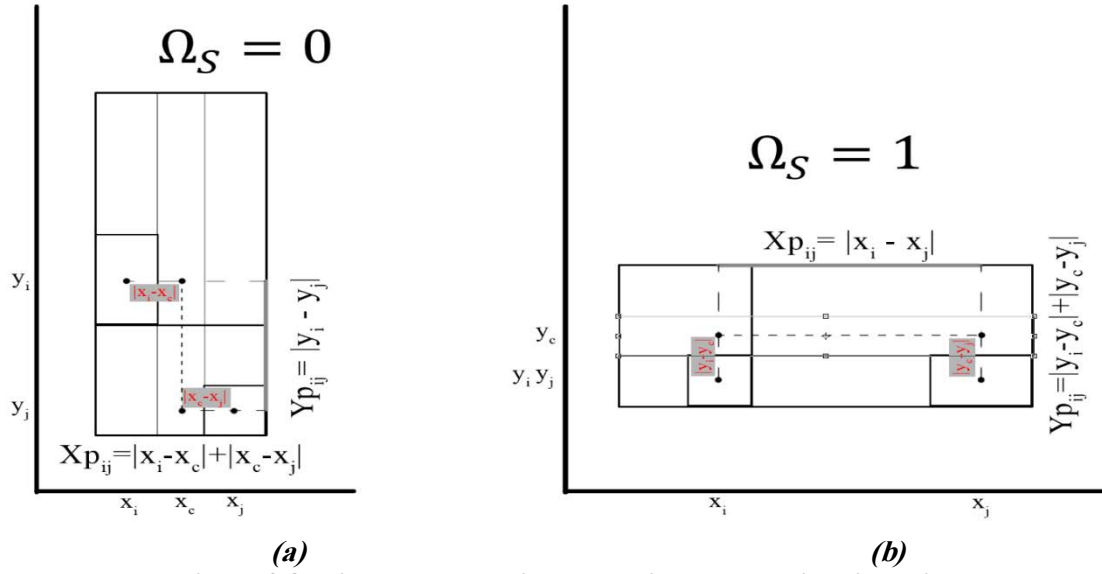 Ω_S = 0
y_i
|x_i-x_c|
Yp_ij= |y_i - y_j|
y_j
|x_c-x_j|
Xp_ij=|x_i-x_c|+|x_c-x_j|
x_i x_c x_j
(a)
Ω_S = 1
Xp_ij= |x_i - x_j|
Yp_ij=|y_i-y_c|+|y_c-y_j|
y_c
|y_i-y_c|
|y_c-y_j|
y_i y_j
x_i x_j
(b)